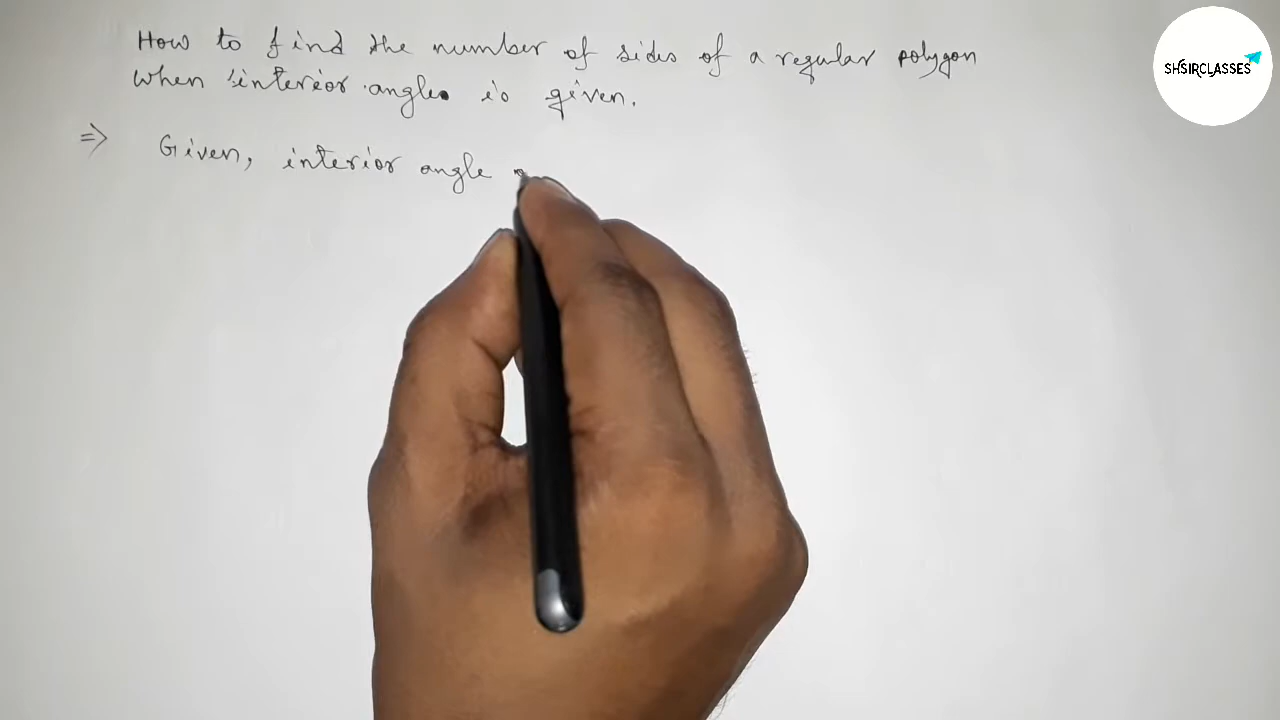 How to find the number of sides of a regular polygon
when interior angle is given.
⇒ Given, interior angle
SHSIRCLASSES